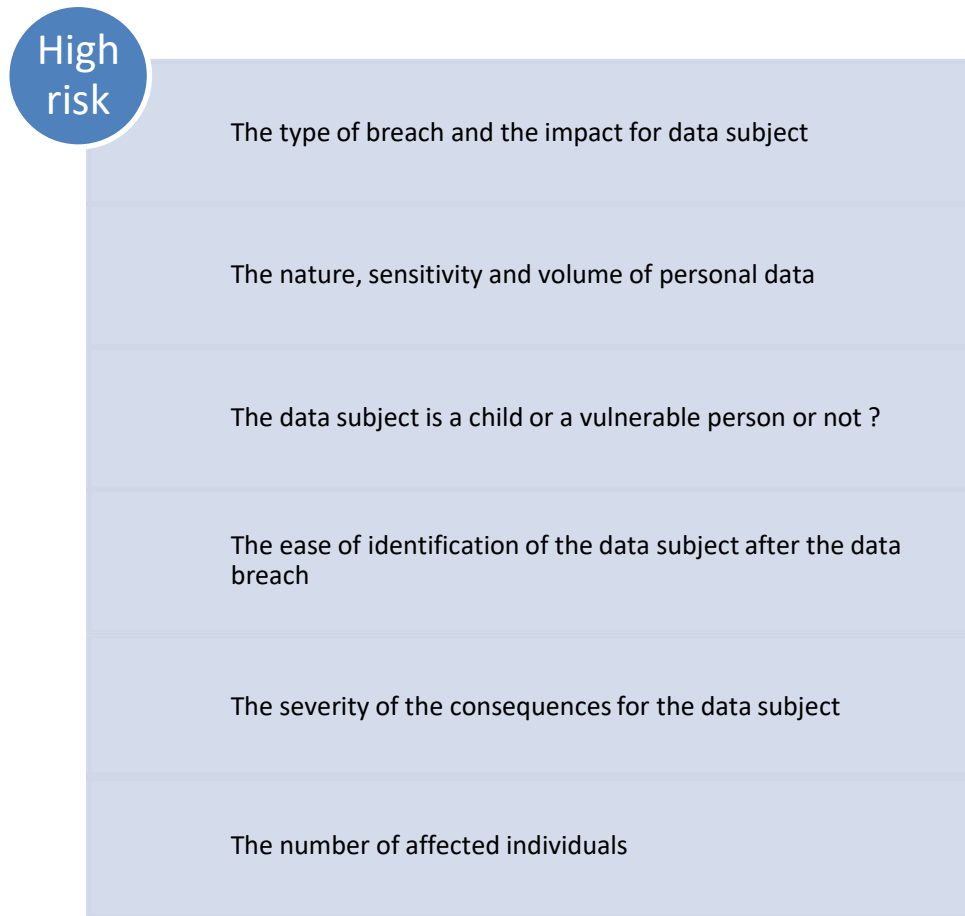 High
risk
The type of breach and the impact for data subject
The nature, sensitivity and volume of personal data
The data subject is a child or a vulnerable person or not ?
The ease of identification of the data subject after the data
breach
The severity of the consequences for the data subject
The number of affected individuals